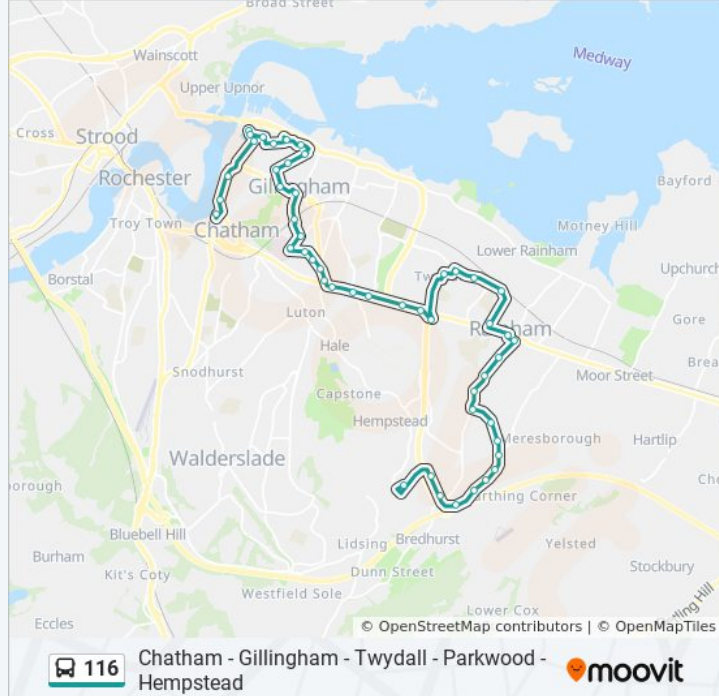 Broad Street
Wainscott
Medway
Upper Upnor
Cross
Strood
Rochester
Gillingham
Bayford
Troy Town
Motney Hill
Chatham
Lower Rainham
Borstal
Upchurch
Luton
Gore
Hale
Snodhurst
Moor Street
Capstone
Hempstead
Meresborough
Hartlip
Walderslade
borough
arthing Corner
Bluebell Hill
Lidsing
Bredhurst
Yelsted
Burham
Kit's Coty
Dunn Street
Stockbury
Westfield Sole
Lower Cox
Eccles
© OpenStreetMap contributors | © OpenMapTiles
116
Chatham - Gillingham - Twydall - Parkwood -
Hempstead
moovit